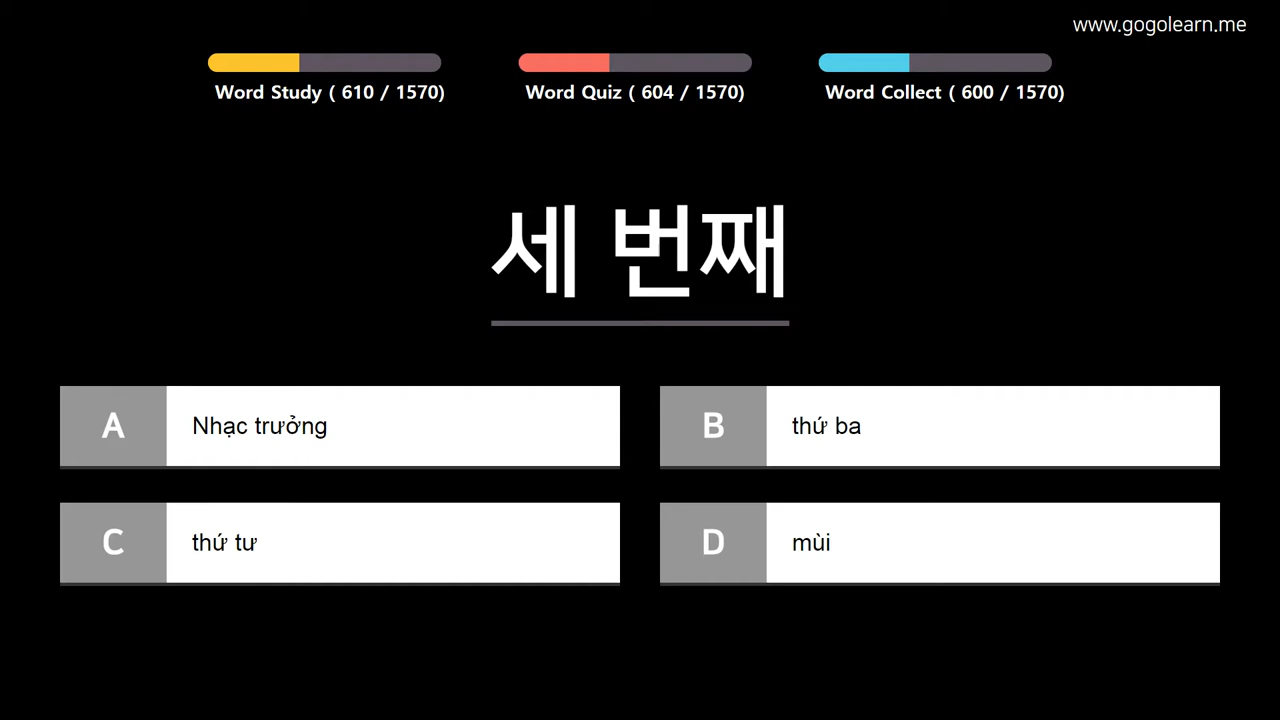 www.gogolearn.me
Word Study ( 610 / 1570)
Word Quiz ( 604 / 1570)
Word Collect ( 600 / 1570)
세 번째
A
Nhạc trưởng
B
thứ ba
C
thứ tư
D
mùi